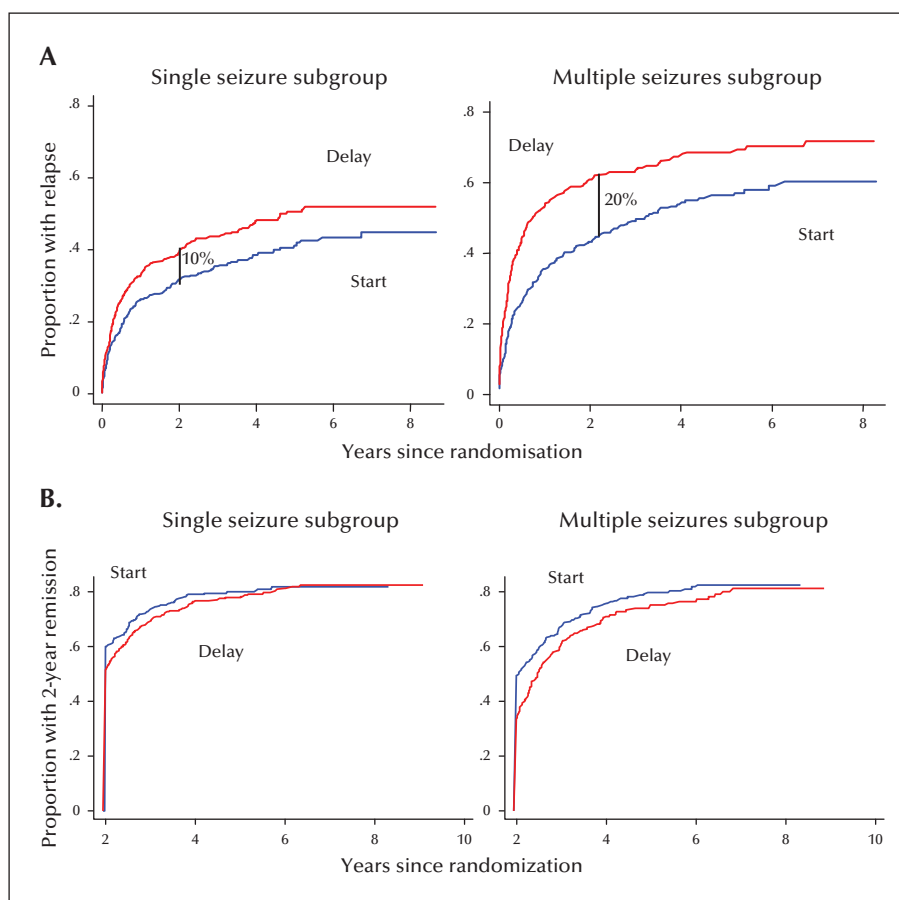 A
Single seizure subgroup
Multiple seizures subgroup
Proportion with relapse
.8
.6
.4
.2
0
Delay
10%
Start
0 2 4 6 8
.8
.6
.4
.2
0
Delay
20%
Start
0 2 4 6 8
Years since randomisation
B.
Single seizure subgroup
Multiple seizures subgroup
Proportion with 2-year remission
.8
.6
.4
.2
0
Start
Delay
2 4 6 8 10
.8
.6
.4
.2
0
Start
Delay
2 4 6 8 10
Years since randomization